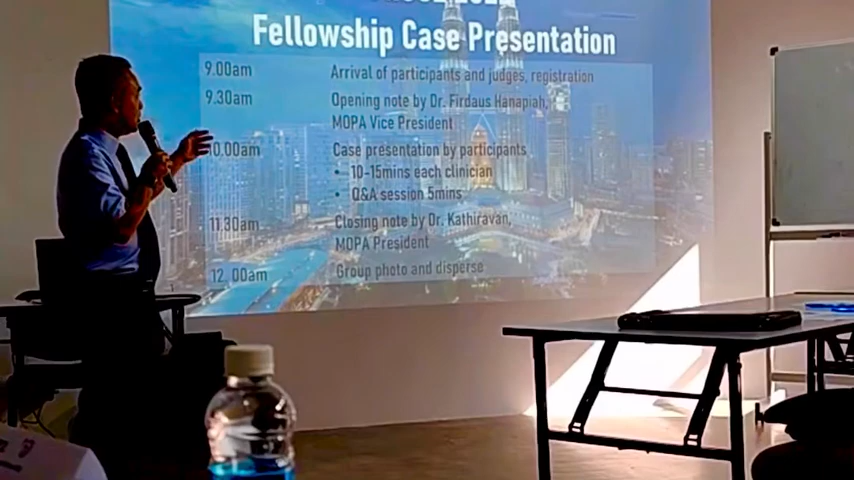 Fellowship Case Presentation
9.00am Arrival of participants and judges, registration
9.30am Opening note by Dr. Firdaus Hanapiah,
MOPA Vice President
10.00am Case presentation by participants
• 10-15mins each clinician
• Q&A session 5mins
11.30am Closing note by Dr. Kathiravan,
MOPA President
12.00am Group photo and disperse